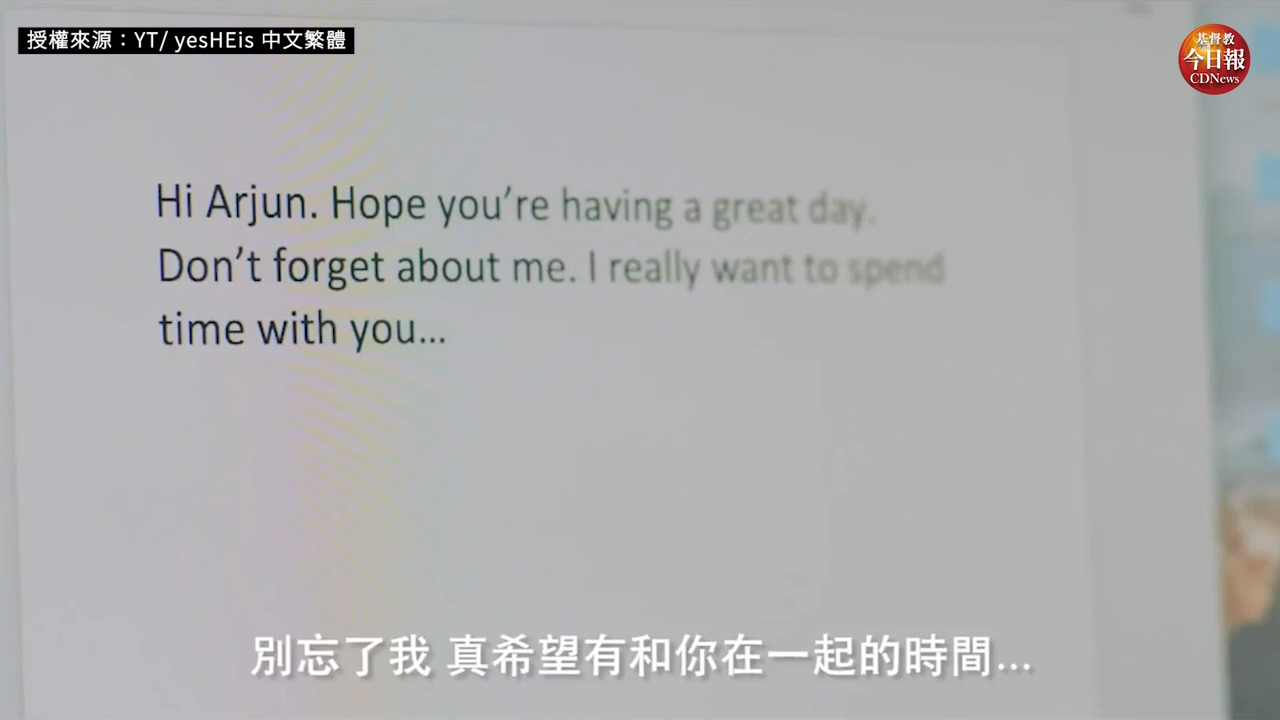 授權來源：YT/ yesHEis 中文繁體
基督教
今日報
CDNews
Hi Arjun. Hope you’re having a great day.
Don’t forget about me. I really want to spend
time with you...
別忘了我 真希望有和你在一起的時間...